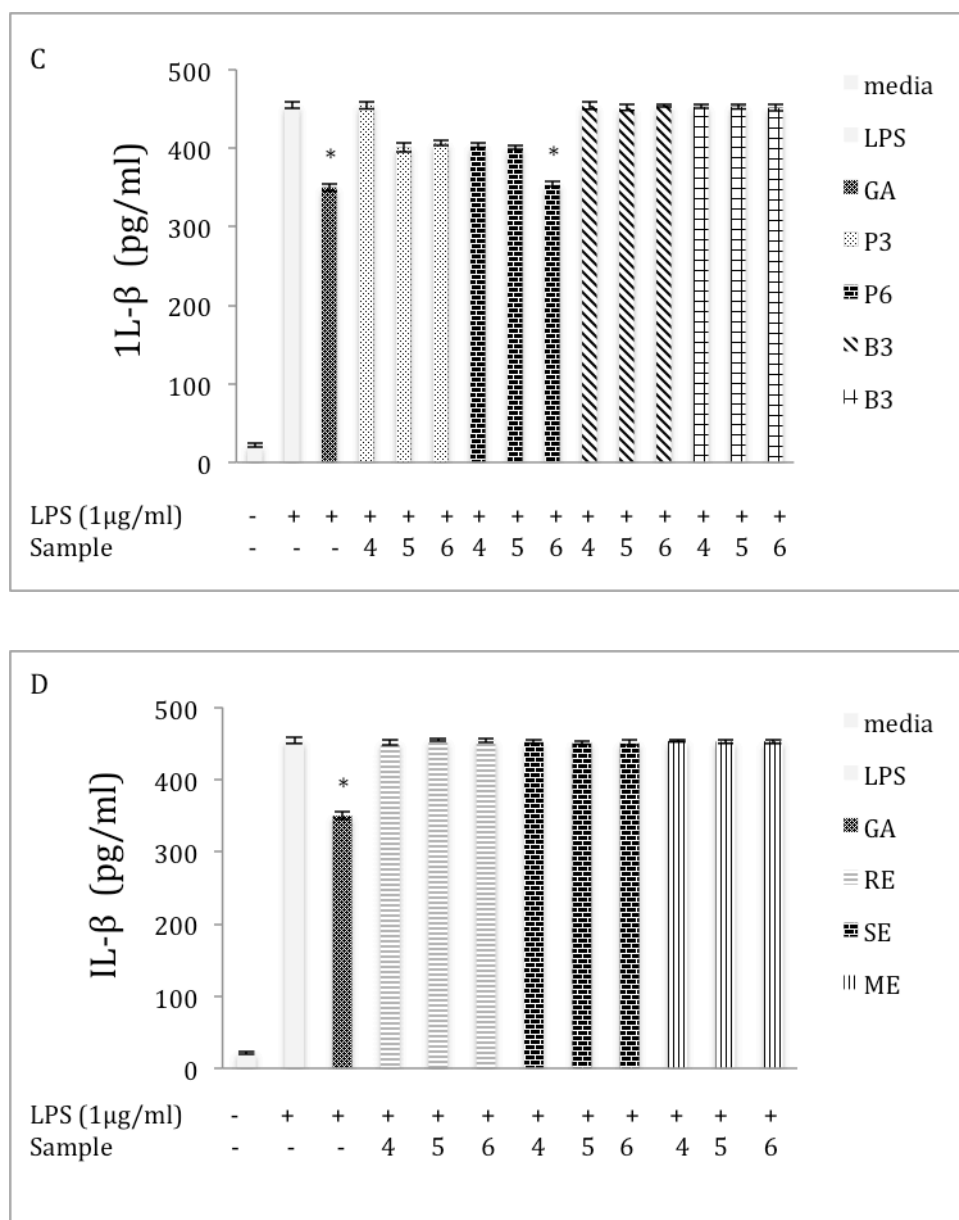 C
500
400
300
200
100
0
1L-β (pg/ml)
* *
media
LPS
GA
P3
P6
B3
B3
LPS (1µg/ml) - + + + + + + + + + + + + + +
Sample - - - 4 5 6 4 5 6 4 5 6 4 5 6
D
500
400
300
200
100
0
IL-β (pg/ml)
*
media
LPS
GA
RE
SE
ME
LPS (1µg/ml) - + + + + + + + + + + +
Sample - - - 4 5 6 4 5 6 4 5 6